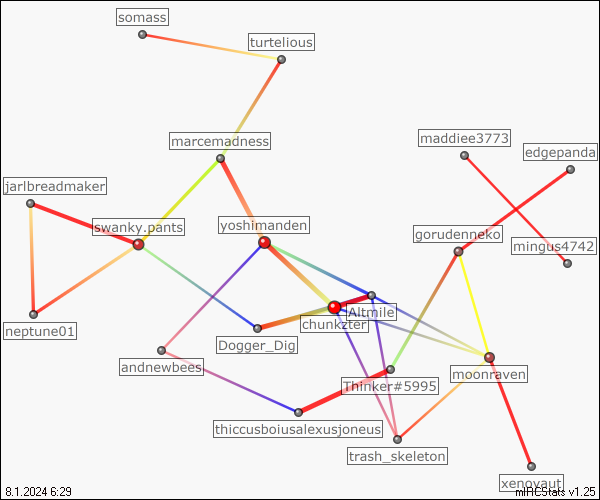 somass
turtelious
marcemadness
maddiee3773
edgepanda
jarlbreadmaker
swanky.pants
yoshimanden
gorudenneko
mingus4742
neptune01
Altmile
chunkzter
Dogger_Dig
andnewbees
Thinker#5995
moonraven
thiccusboiusalexusjoneus
trash_skeleton
xenovaut
8.1.2024 6:29
mIRCStats v1.25